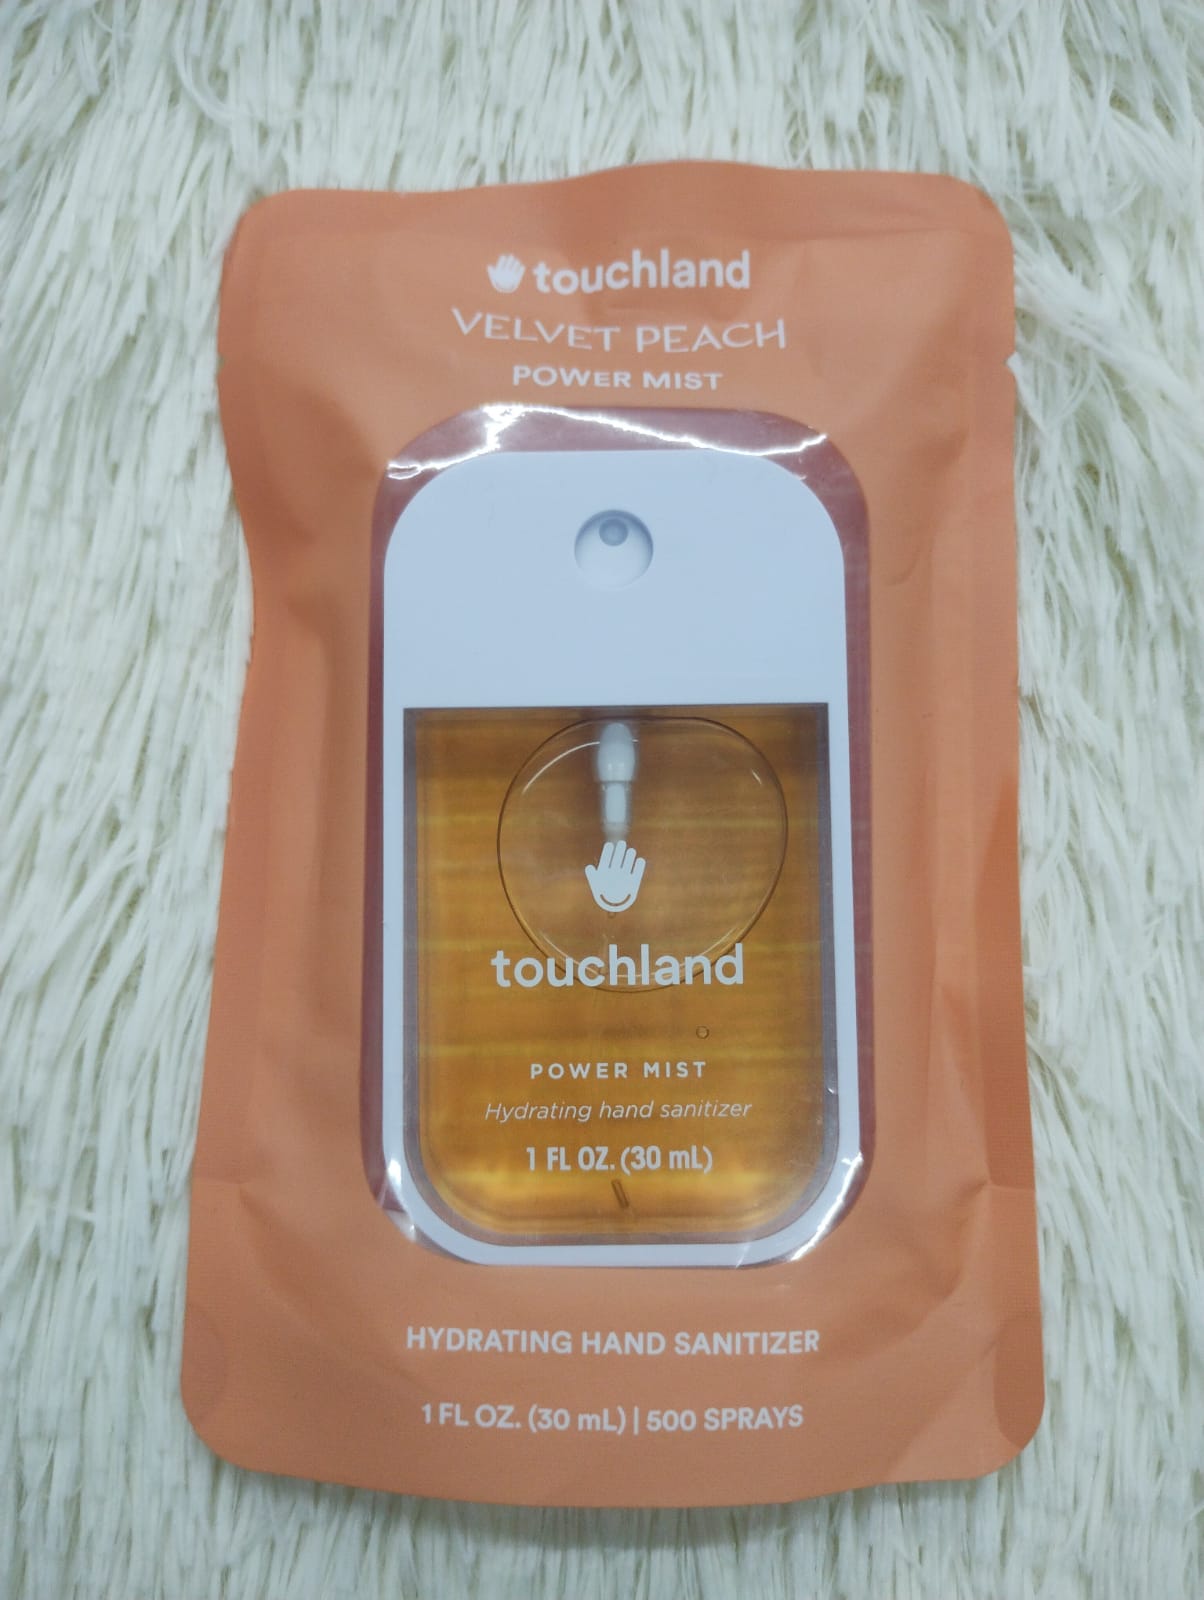 touchland
VELVET PEACH
POWER MIST
touchland
POWER MIST
Hydrating hand sanitizer
1 FL OZ. (30 mL)
HYDRATING HAND SANITIZER
1 FL OZ. (30 mL) | 500 SPRAYS